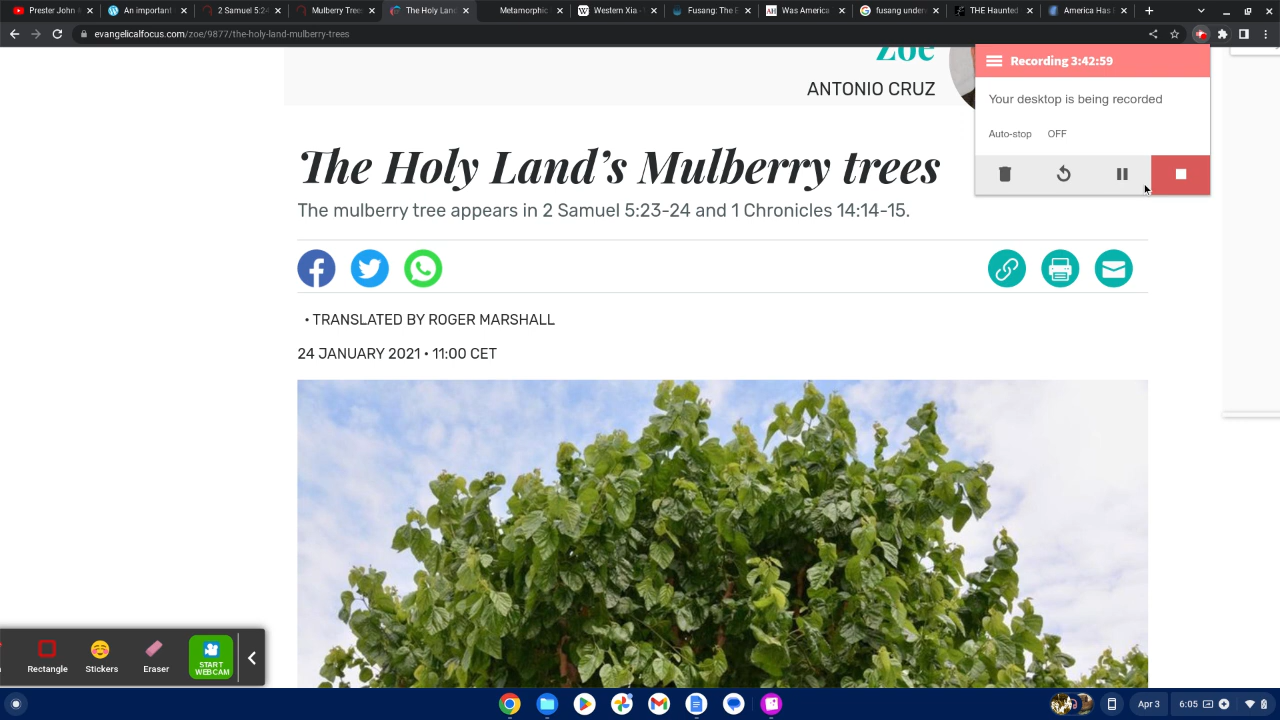 Prester John
An important
2 Samuel 5:24
Mulberry Tree
The Holy Lanc
Metamorphic
Western Xia -
Fusang: The E
Was America
fusang under
THE Haunted
America Has
evangelicalfocus.com/zoe/9877/the-holy-land-mulberry-trees
zoe
ANTONIO CRUZ
Recording 3:42:59
Your desktop is being recorded
Auto-stop OFF
The Holy Land's Mulberry trees
The mulberry tree appears in 2 Samuel 5:23-24 and 1 Chronicles 14:14-15.
• TRANSLATED BY ROGER MARSHALL
24 JANUARY 2021 • 11:00 CET
Rectangle
Stickers
Eraser
START
WEBCAM
Apr 3
6:05